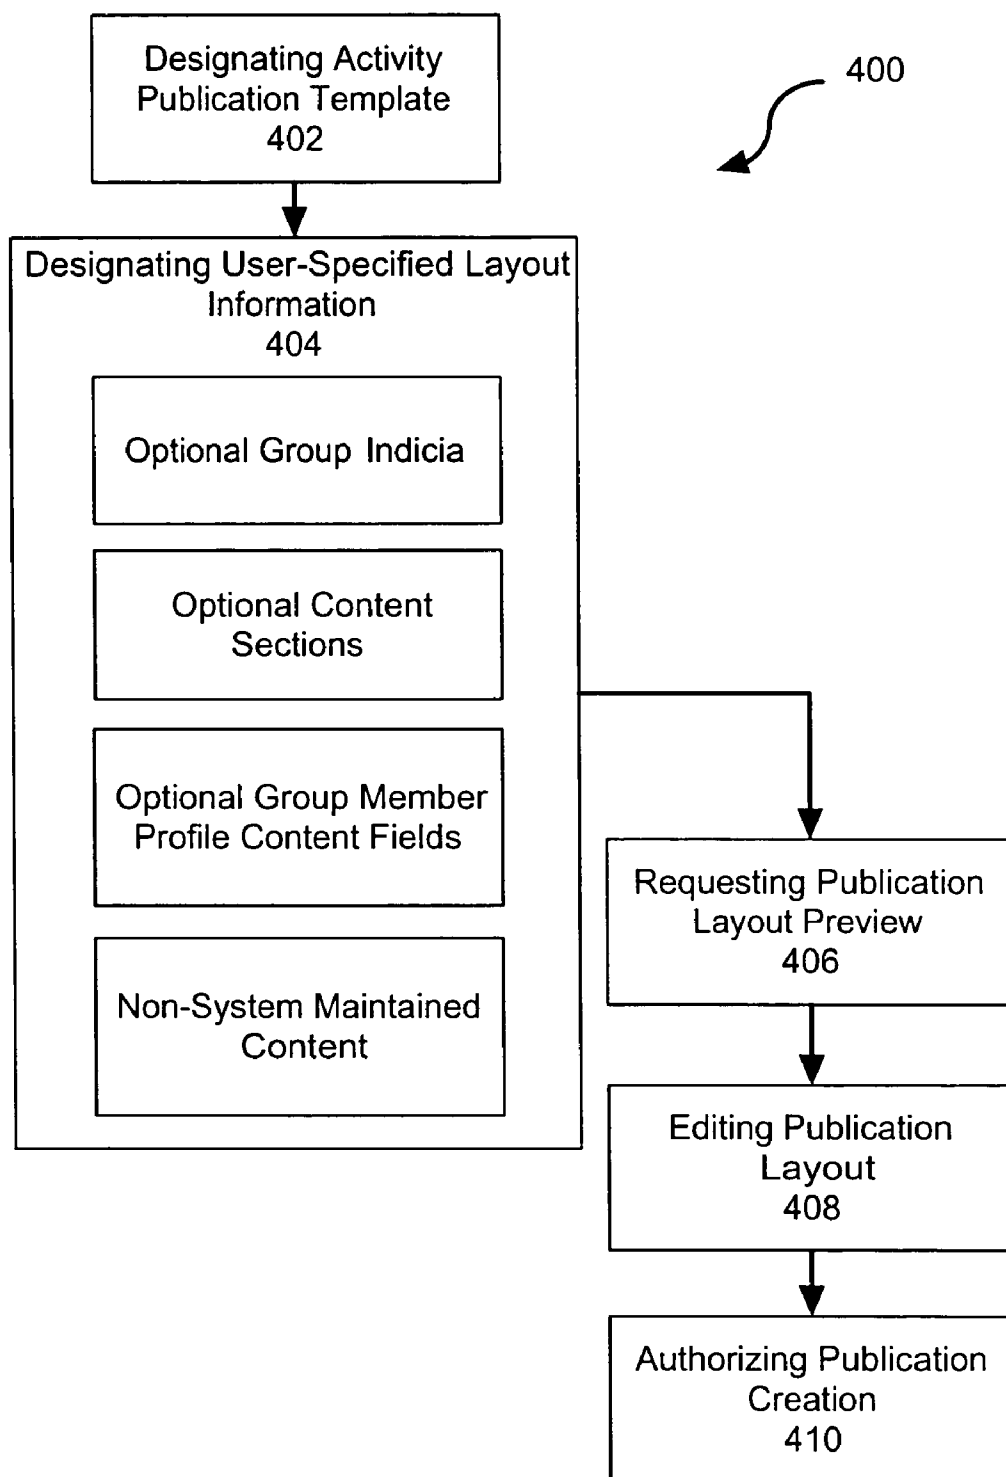 Designating Activity
Publication Template
402
400
Designating User-Specified Layout
Information
404
Optional Group Indicia
Optional Content
Sections
Optional Group Member
Profile Content Fields
Non-System Maintained
Content
Requesting Publication
Layout Preview
406
Editing Publication
Layout
408
Authorizing Publication
Creation
410